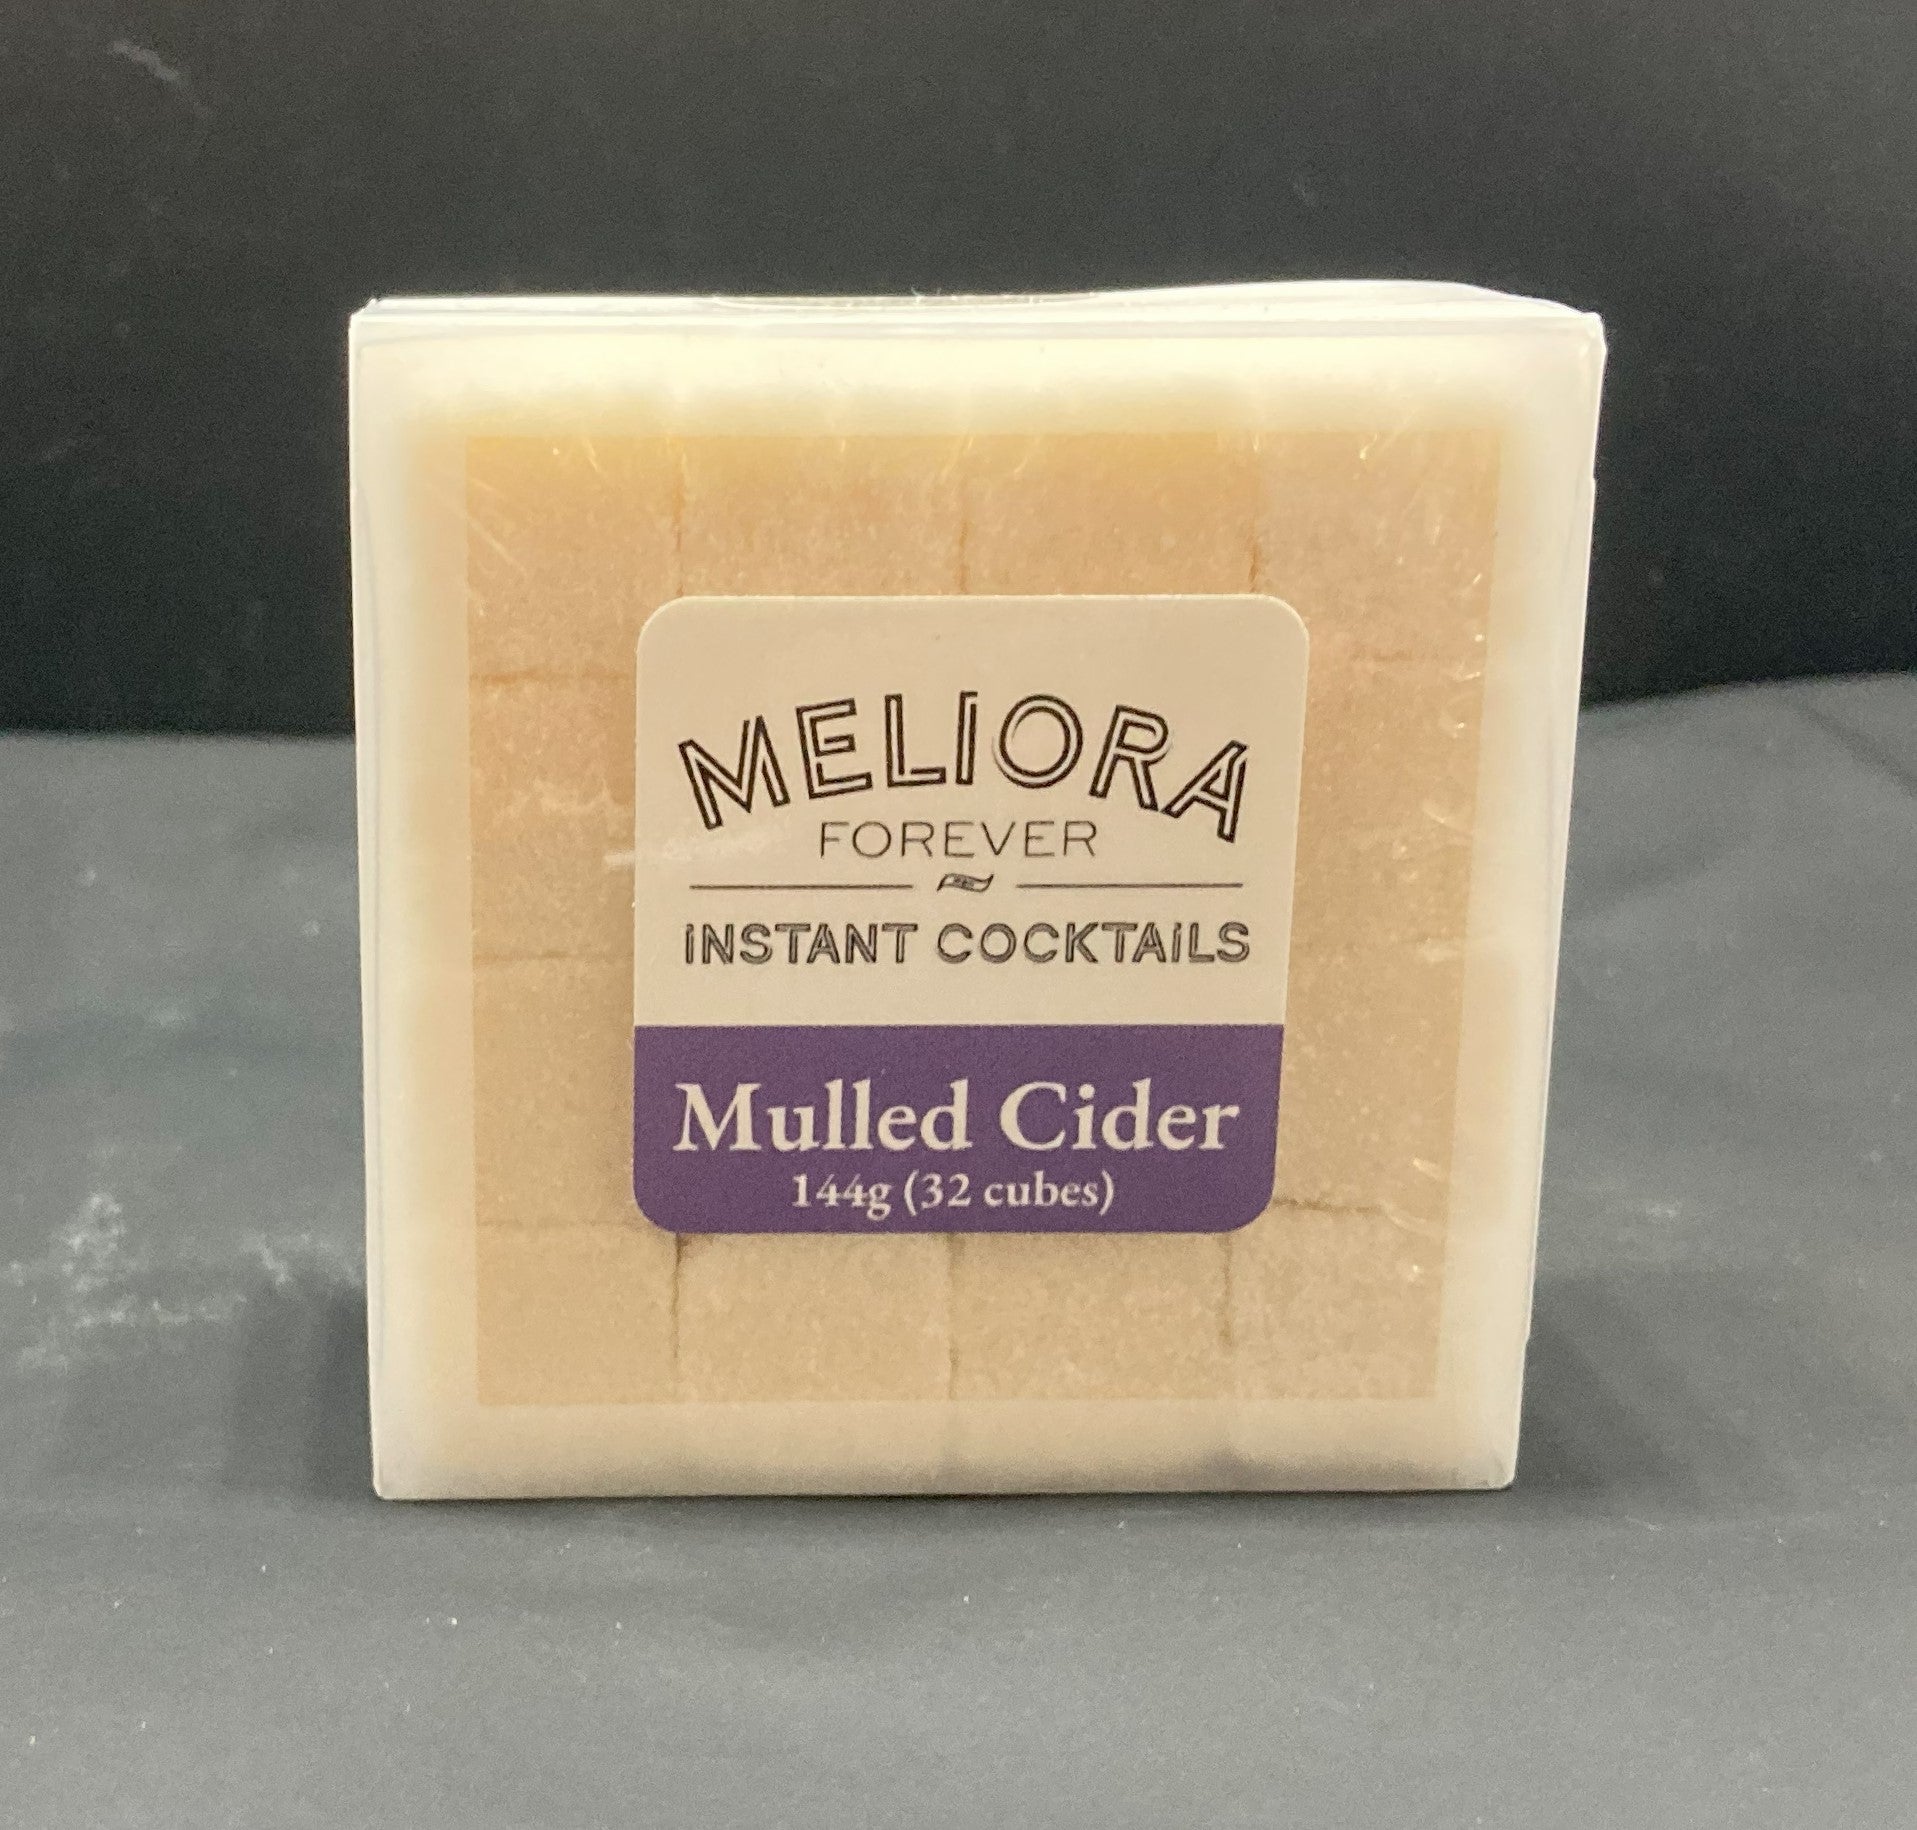 MELIORA
FOREVER
INSTANT COCKTAILS
Mulled Cider
144g (32 cubes)